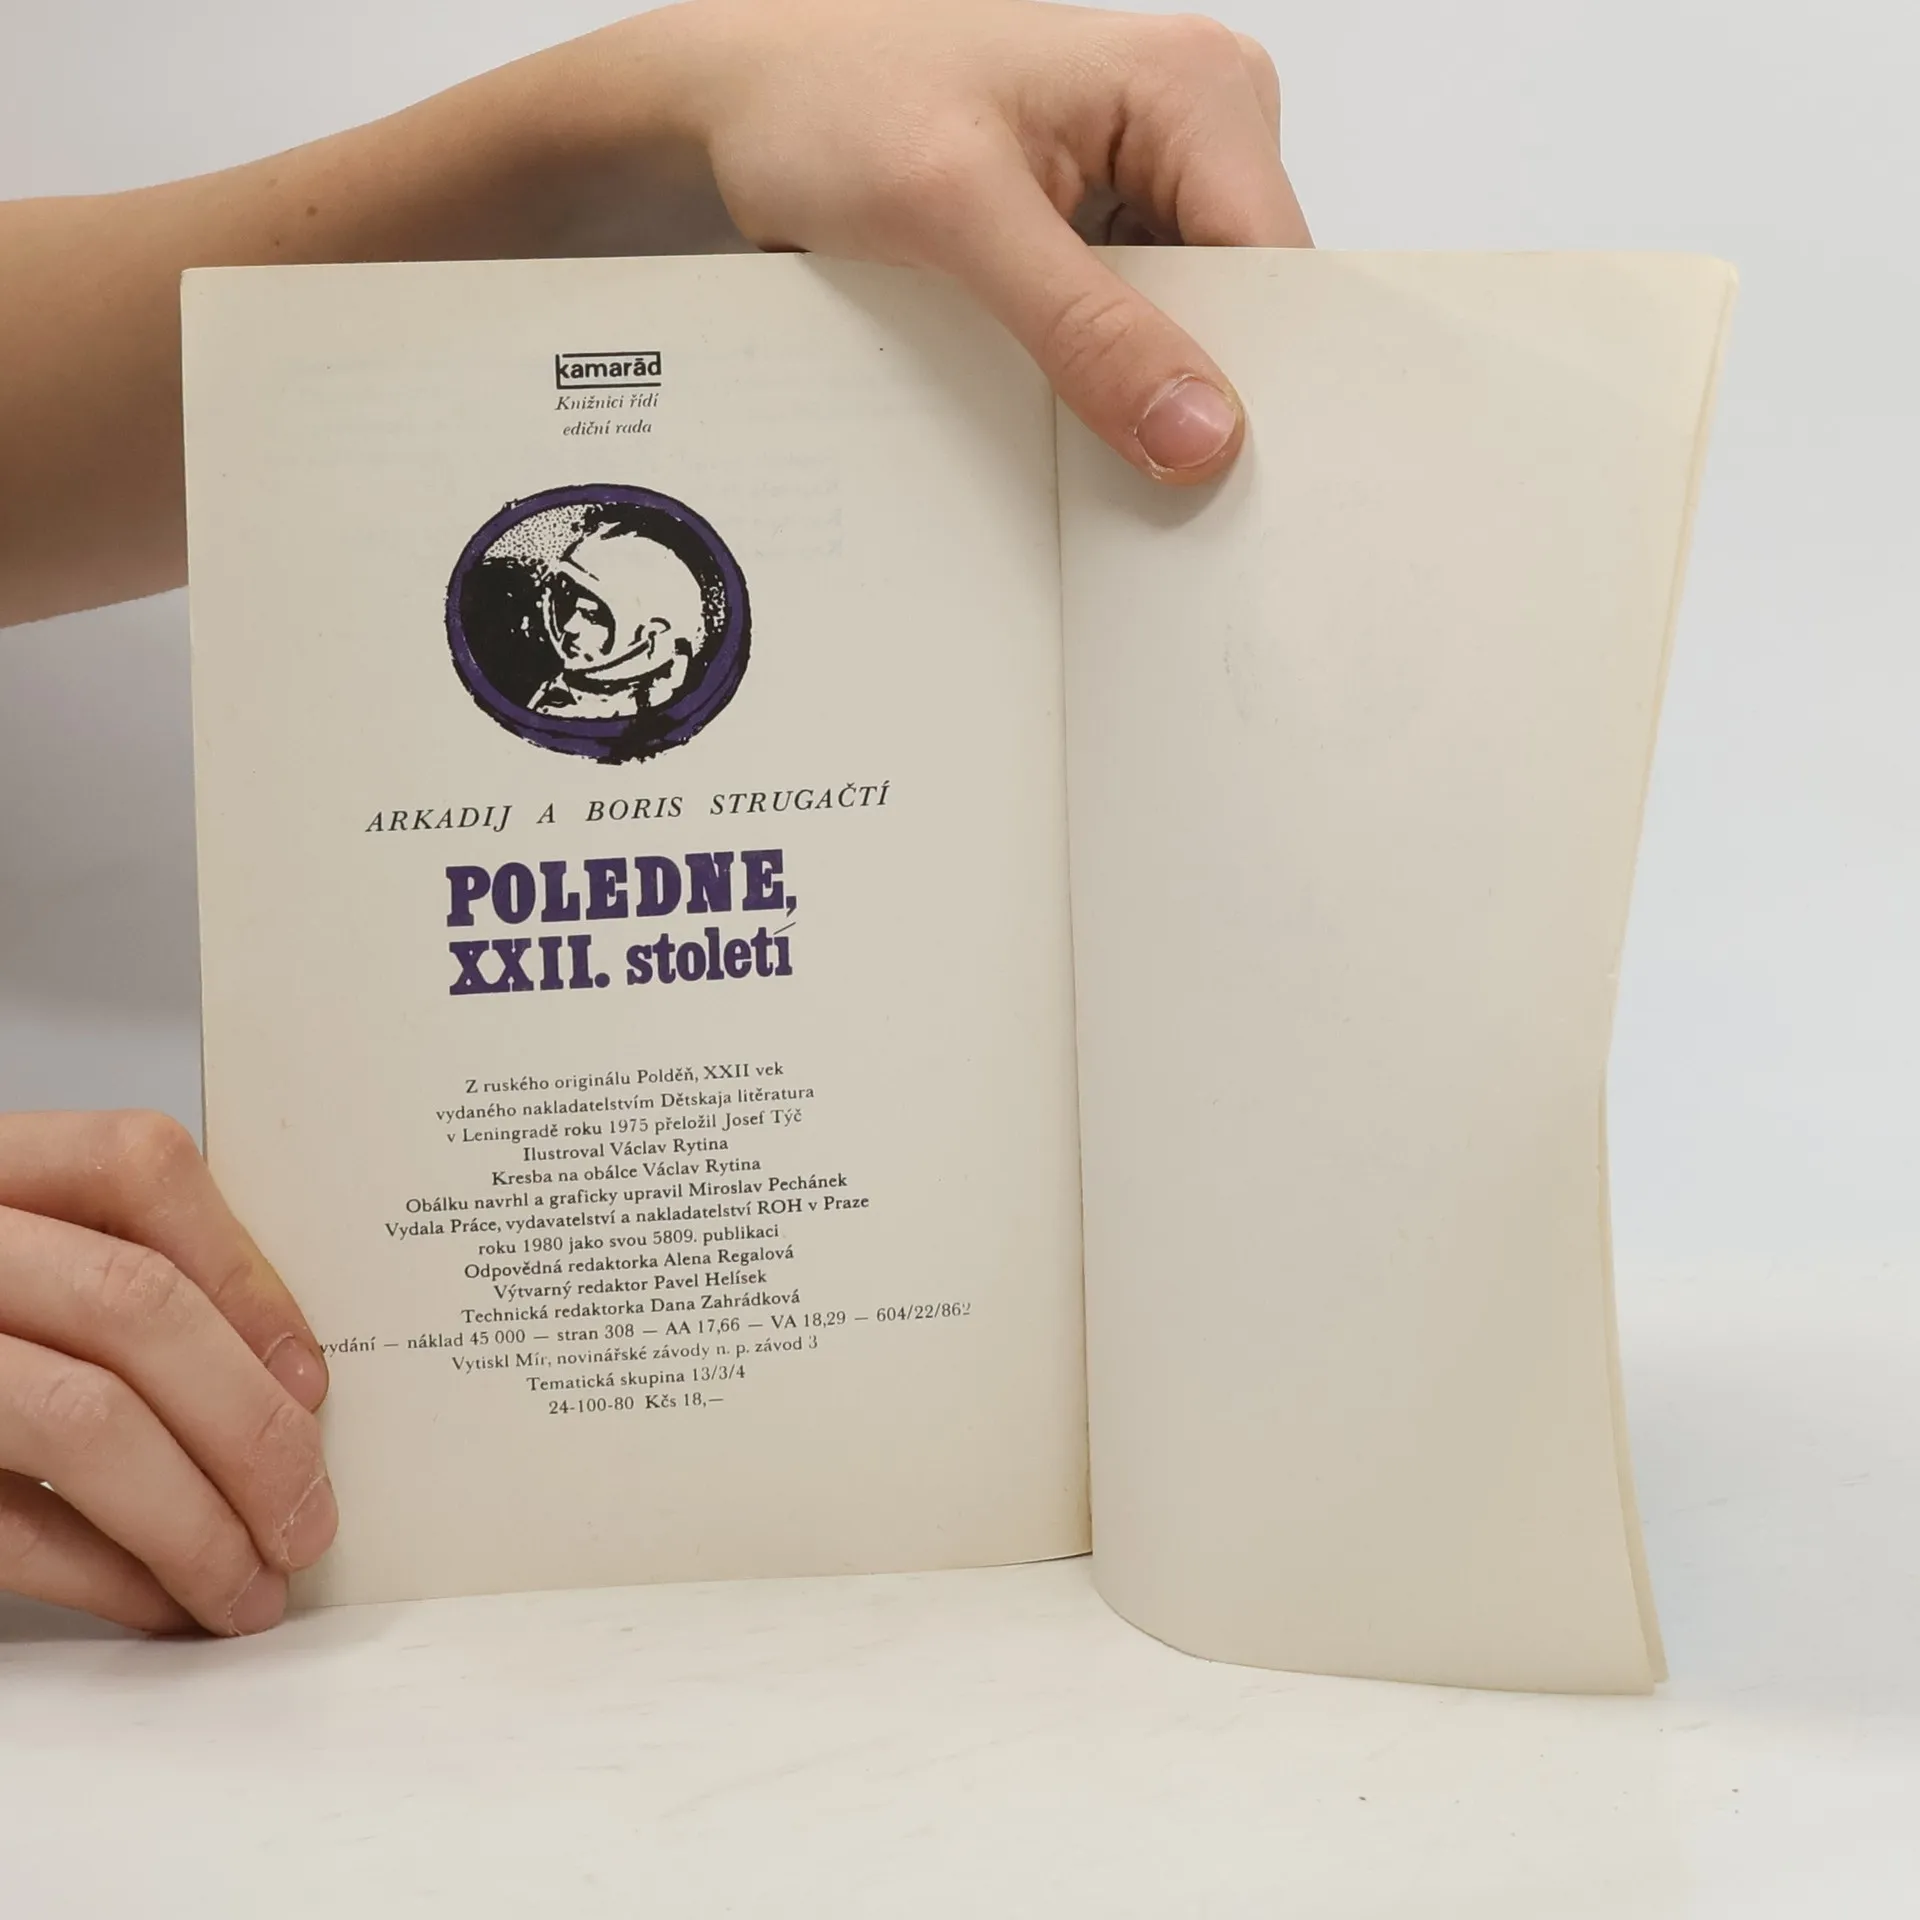 kamarád
Knižnici řídí
ediční rada
ARKADIJ A BORIS STRUGAČTÍ
POLEDNE,
XXII. století
Z ruského originálu Polděň, XXII vek
vydaného nakladatelstvím Dětskaja litěratura
v Leningradě roku 1975 přeložil Josef Týč
Ilustroval Václav Rytina
Kresba na obálce Václav Rytina
Obálku navrhl a graficky upravil Miroslav Pechánek
Vydala Práce, vydavatelství a nakladatelství ROH v Praze
roku 1980 jako svou 5809. publikaci
Odpovědná redaktorka Alena Regalová
Výtvarný redaktor Pavel Helísek
Technická redaktorka Dana Zahrádková
vydání — náklad 45 000 — stran 308 — AA 17,66 — VA 18,29 — 604/22/862
Vytiskl Mír, novinářské závody n. p. závod 3
Tematická skupina 13/3/4
24-100-80 Kčs 18,—